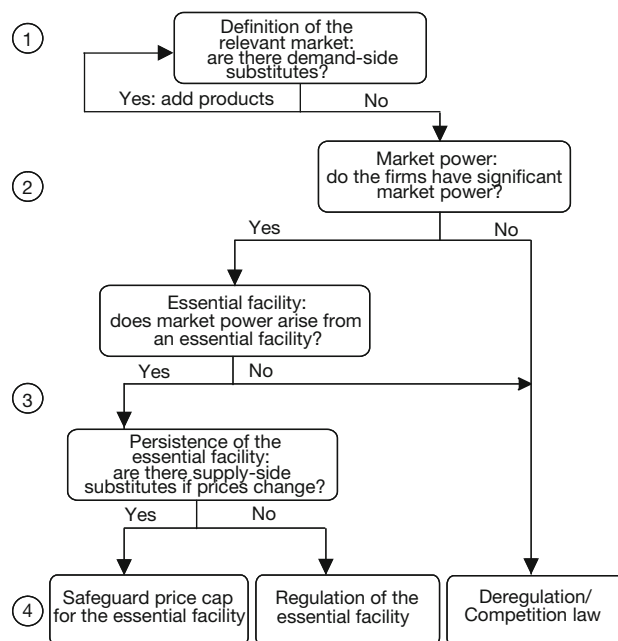 1
Definition of the
relevant market:
are there demand-side
substitutes?
Yes: add products
No
2
Market power:
do the firms have significant
market power?
Yes
No
Essential facility:
does market power arise from
an essential facility?
Yes
No
3
Persistence of the
essential facility:
are there supply-side
substitutes if prices change?
Yes
No
4
Safeguard price cap
for the essential facility
Regulation of the
essential facility
Deregulation/
Competition law